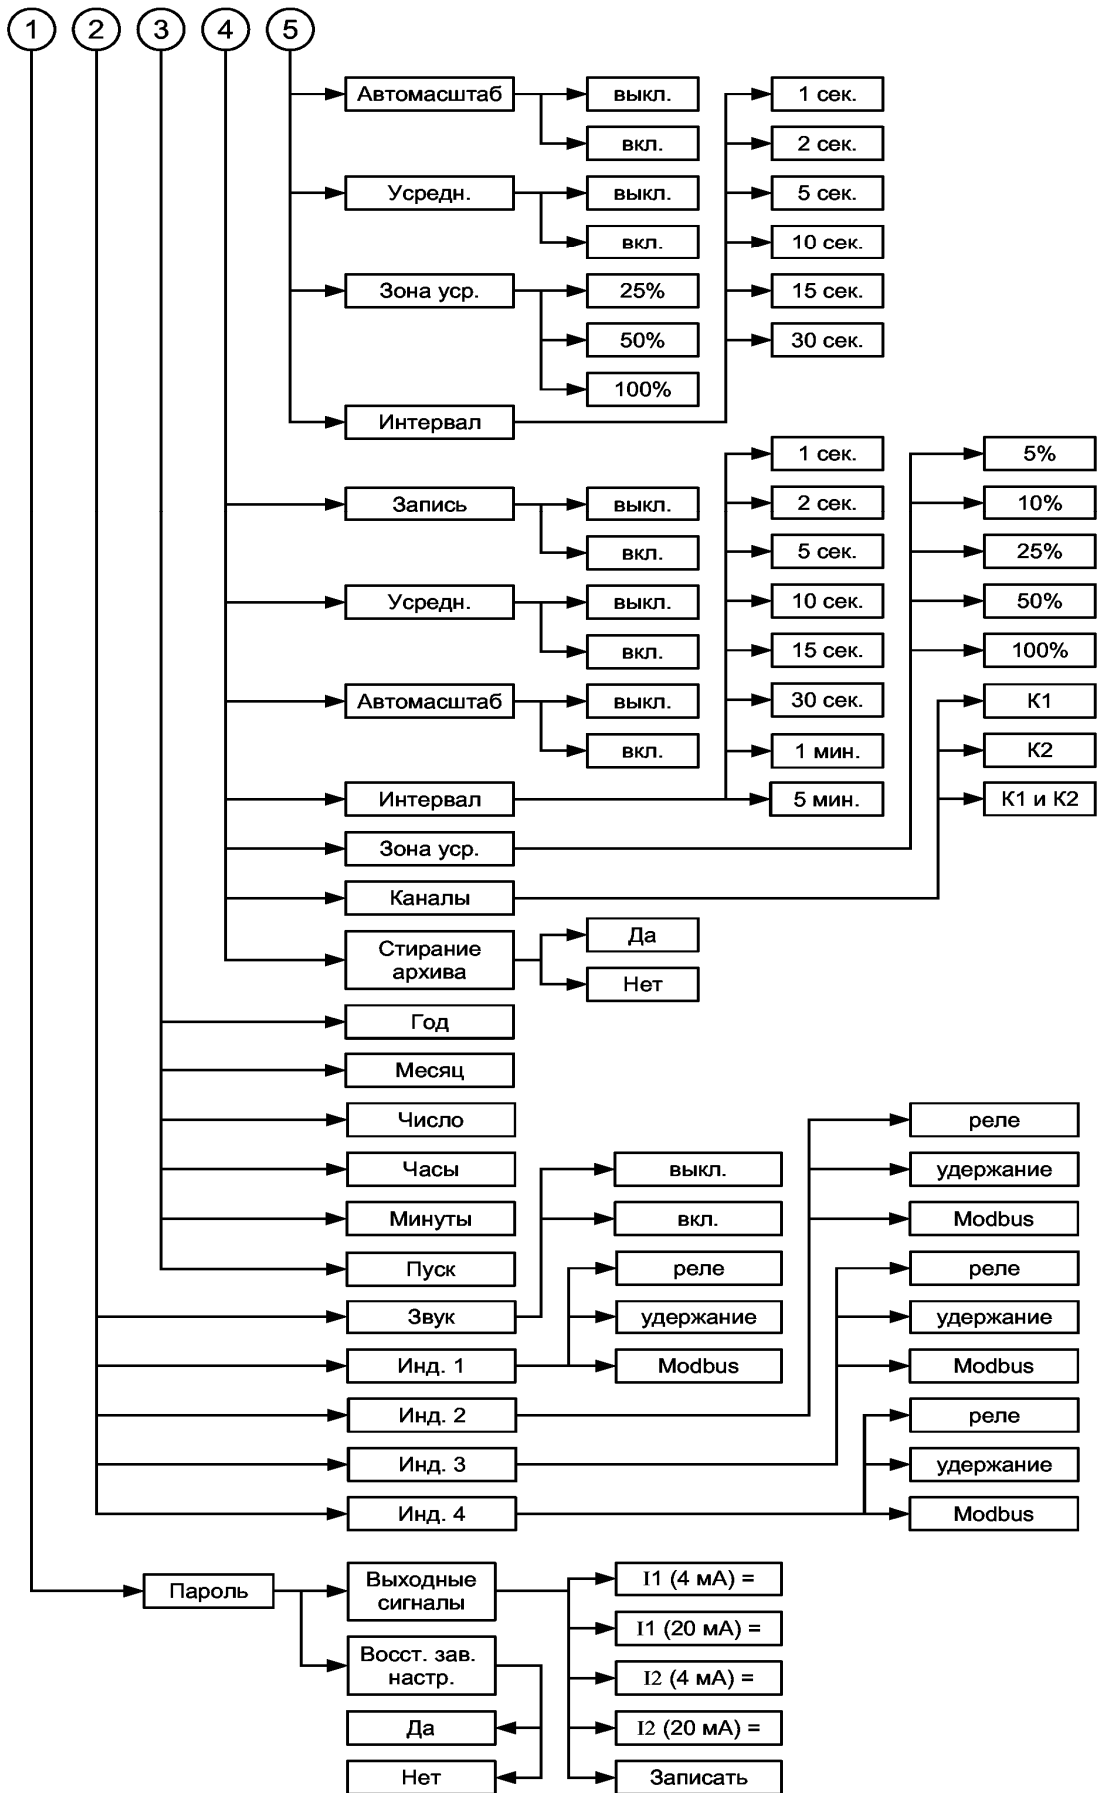 1 2 3 4 5
Автомасштаб выкл. 1 сек.
вкл. 2 сек.
Усредн. выкл. 5 сек.
вкл. 10 сек.
Зона уср. 25% 15 сек.
50% 30 сек.
100%
Интервал
1 сек. 5%
Запись выкл. 2 сек. 10%
вкл. 5 сек. 25%
Усредн. выкл. 10 сек. 50%
вкл. 15 сек. 100%
Автомасштаб выкл. 30 сек. К1
вкл. 1 мин. К2
Интервал 5 мин. К1 и К2
Зона уср.
Каналы
Стирание
архива
Да
Нет
Год
Месяц
Число реле
Часы выкл. удержание
Минуты вкл. Modbus
Пуск реле реле
Звук удержание удержание
Инд. 1 Modbus Modbus
Инд. 2 реле
Инд. 3 удержание
Инд. 4 Modbus
Пароль
Выходные
сигналы
I1 (4 мА) =
I1 (20 мА) =
Восст. зав.
настр.
I2 (4 мА) =
Да I2 (20 мА) =
Нет Записать